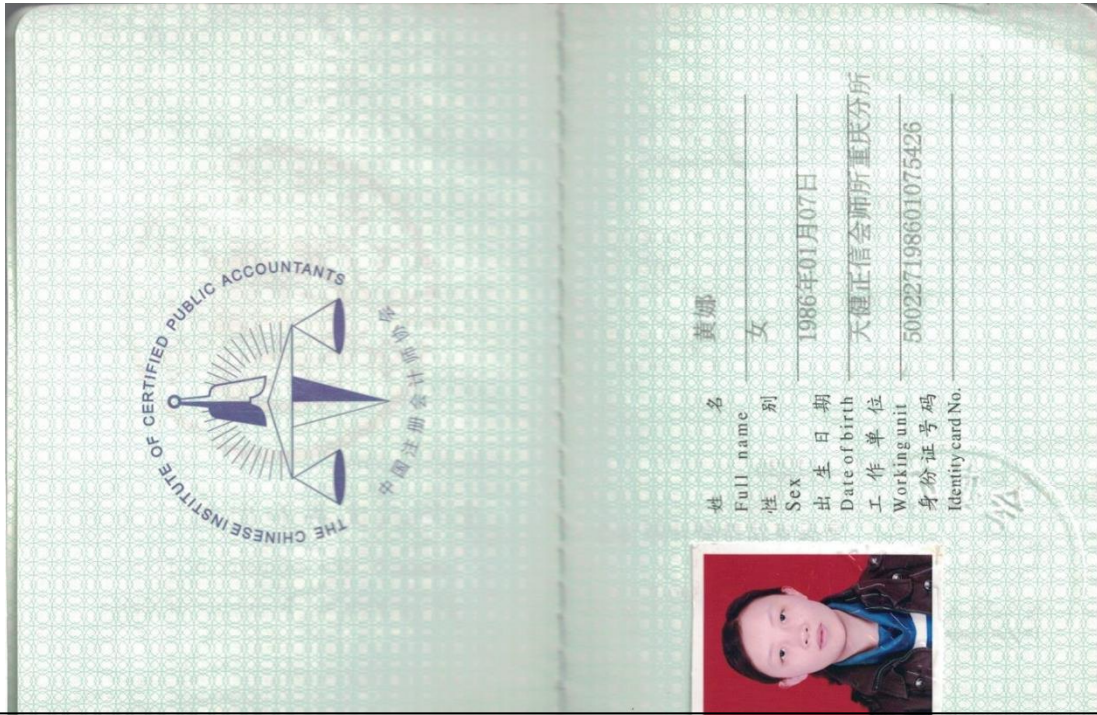 THE CHINESE INSTITUTE OF CERTIFIED PUBLIC ACCOUNTANTS
中国注册会计师协会
姓名 黄娜
Full name
性别 女
Sex
出生日期 1986年01月07日
Date of birth
工作单位 天健正信会师所重庆分所
Working unit
身份证号码 500227198601075426
Identity card No.